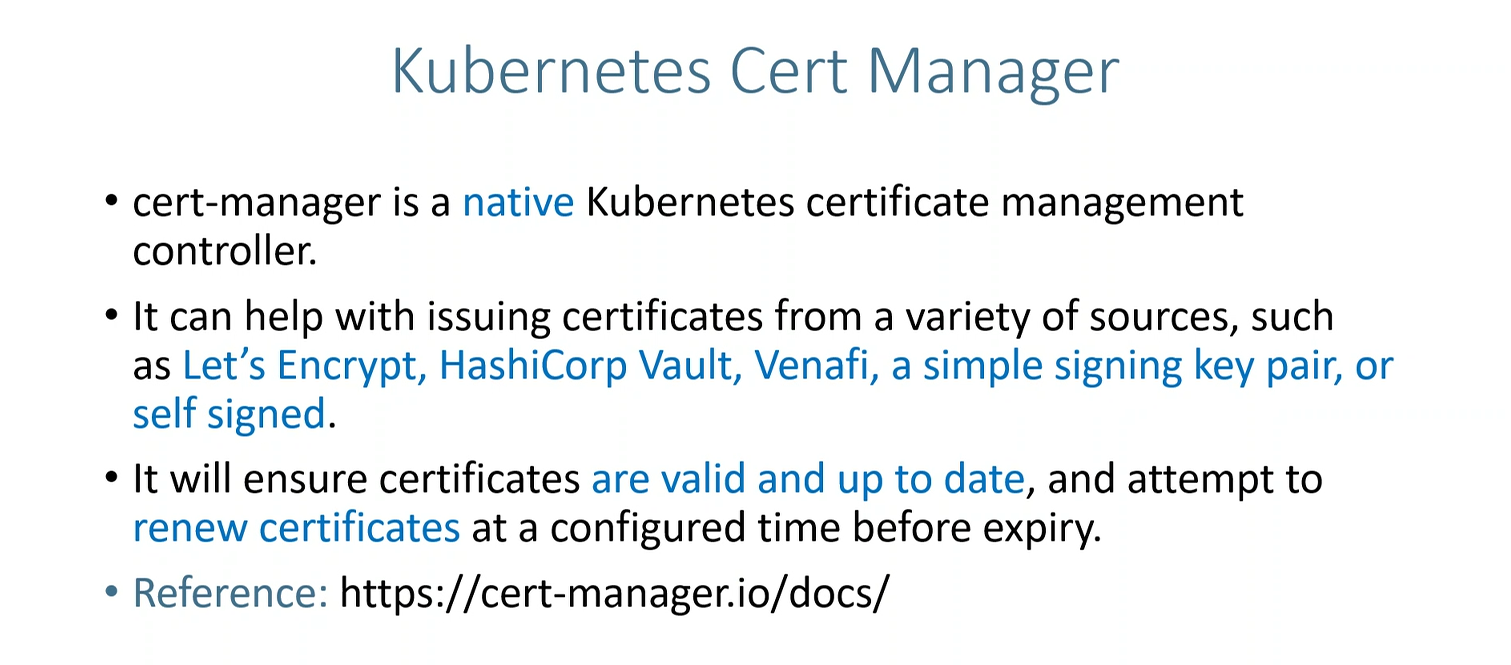 Kubernetes Cert Manager
• cert-manager is a native Kubernetes certificate management
controller.
• It can help with issuing certificates from a variety of sources, such
as Let’s Encrypt, HashiCorp Vault, Venafi, a simple signing key pair, or
self signed.
• It will ensure certificates are valid and up to date, and attempt to
renew certificates at a configured time before expiry.
• Reference: https://cert-manager.io/docs/